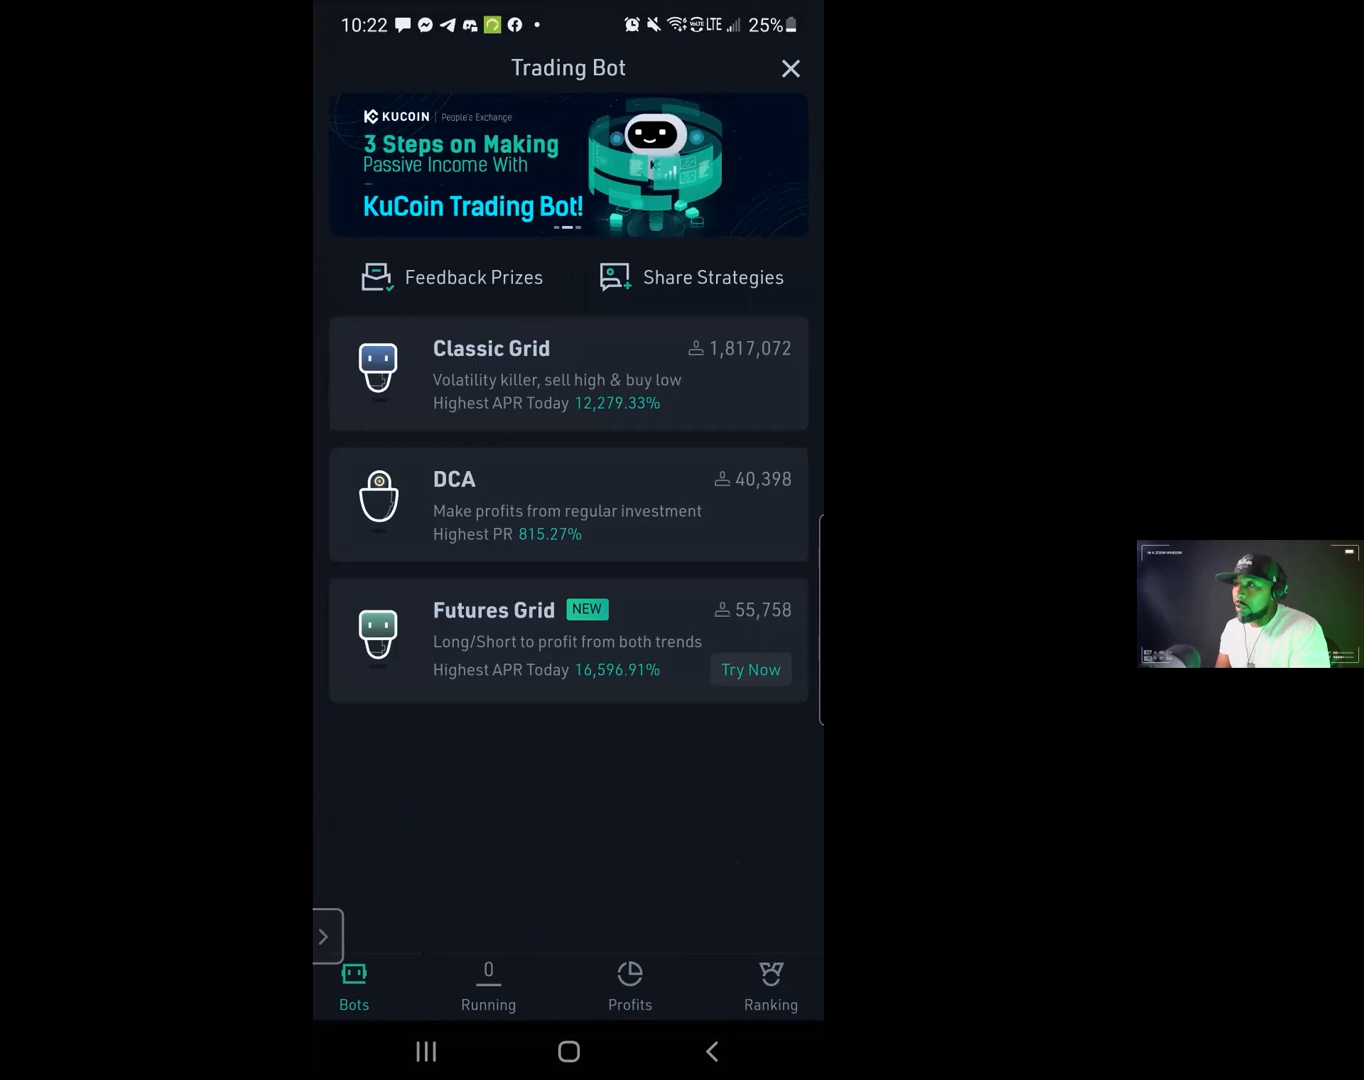 10:22 LTE 25%
Trading Bot
KUCOIN | People's Exchange
3 Steps on Making
Passive Income With
KuCoin Trading Bot!
Feedback Prizes Share Strategies
Classic Grid 1,817,072
Volatility killer, sell high & buy low
Highest APR Today 12,279.33%
DCA 40,398
Make profits from regular investment
Highest PR 815.27%
Futures Grid NEW 55,758
Long/Short to profit from both trends
Highest APR Today 16,596.91% Try Now
0
Bots Running Profits Ranking
IN A ZOOM WINDOW